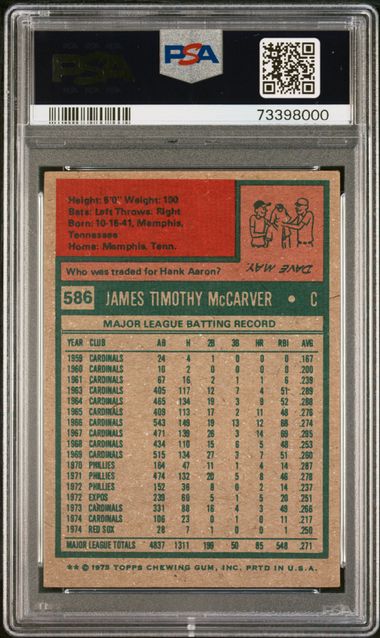 PSA
PSA
73398000
Height: 6'0" Weight: 190
Bats: Left Throws: Right
Born: 10-16-41, Memphis,
Tennessee
Home: Memphis, Tenn.
DAVE MAY
Who was traded for Hank Aaron?
586 JAMES TIMOTHY McCARVER • C
MAJOR LEAGUE BATTING RECORD
YEAR CLUB AB H 2B 3B HR RBI AVG
1959 CARDINALS 24 4 1 0 0 0 .167
1960 CARDINALS 10 2 0 0 0 0 .200
1961 CARDINALS 67 16 2 1 1 6 .239
1963 CARDINALS 405 117 12 7 4 51 .289
1964 CARDINALS 465 134 19 3 9 52 .288
1965 CARDINALS 409 113 17 2 11 48 .276
1966 CARDINALS 543 149 19 13 12 68 .274
1967 CARDINALS 471 139 26 3 14 69 .295
1968 CARDINALS 434 110 15 6 5 48 .253
1969 CARDINALS 515 134 27 3 7 51 .260
1970 PHILLIES 164 47 11 1 4 14 .287
1971 PHILLIES 474 132 20 5 8 46 .278
1972 PHILLIES 152 36 8 0 2 14 .237
1972 EXPOS 239 60 5 1 5 20 .251
1973 CARDINALS 331 88 16 4 3 49 .266
1974 CARDINALS 106 23 0 1 0 11 .217
1974 RED SOX 28 7 1 0 0 1 .250
MAJOR LEAGUE TOTALS 4837 1311 199 50 85 548 .271
** © 1975 TOPPS CHEWING GUM, INC. PRTD IN U.S.A.